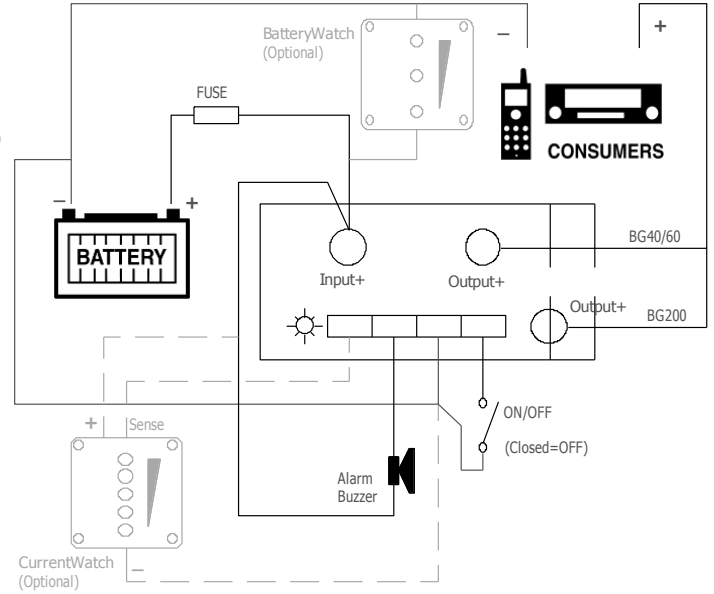 BatteryWatch
(Optional)
−
+
FUSE
CONSUMERS
−
+
BATTERY
Input+
Output+
BG40/60
Output+
BG200
+
Sense
ON/OFF
(Closed=OFF)
Alarm
Buzzer
CurrentWatch
(Optional)
−